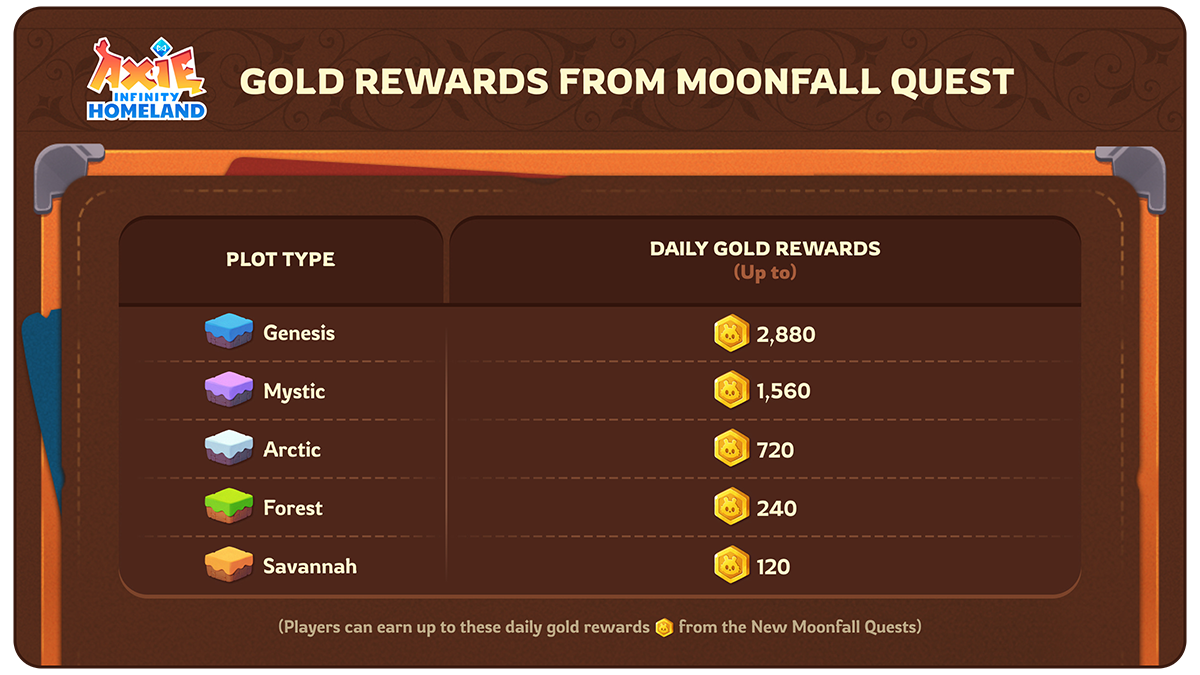 AXIE
INFINITY
HOMELAND
GOLD REWARDS FROM MOONFALL QUEST
PLOT TYPE
DAILY GOLD REWARDS
(Up to)
Genesis 2,880
Mystic 1,560
Arctic 720
Forest 240
Savannah 120
(Players can earn up to these daily gold rewards from the New Moonfall Quests)